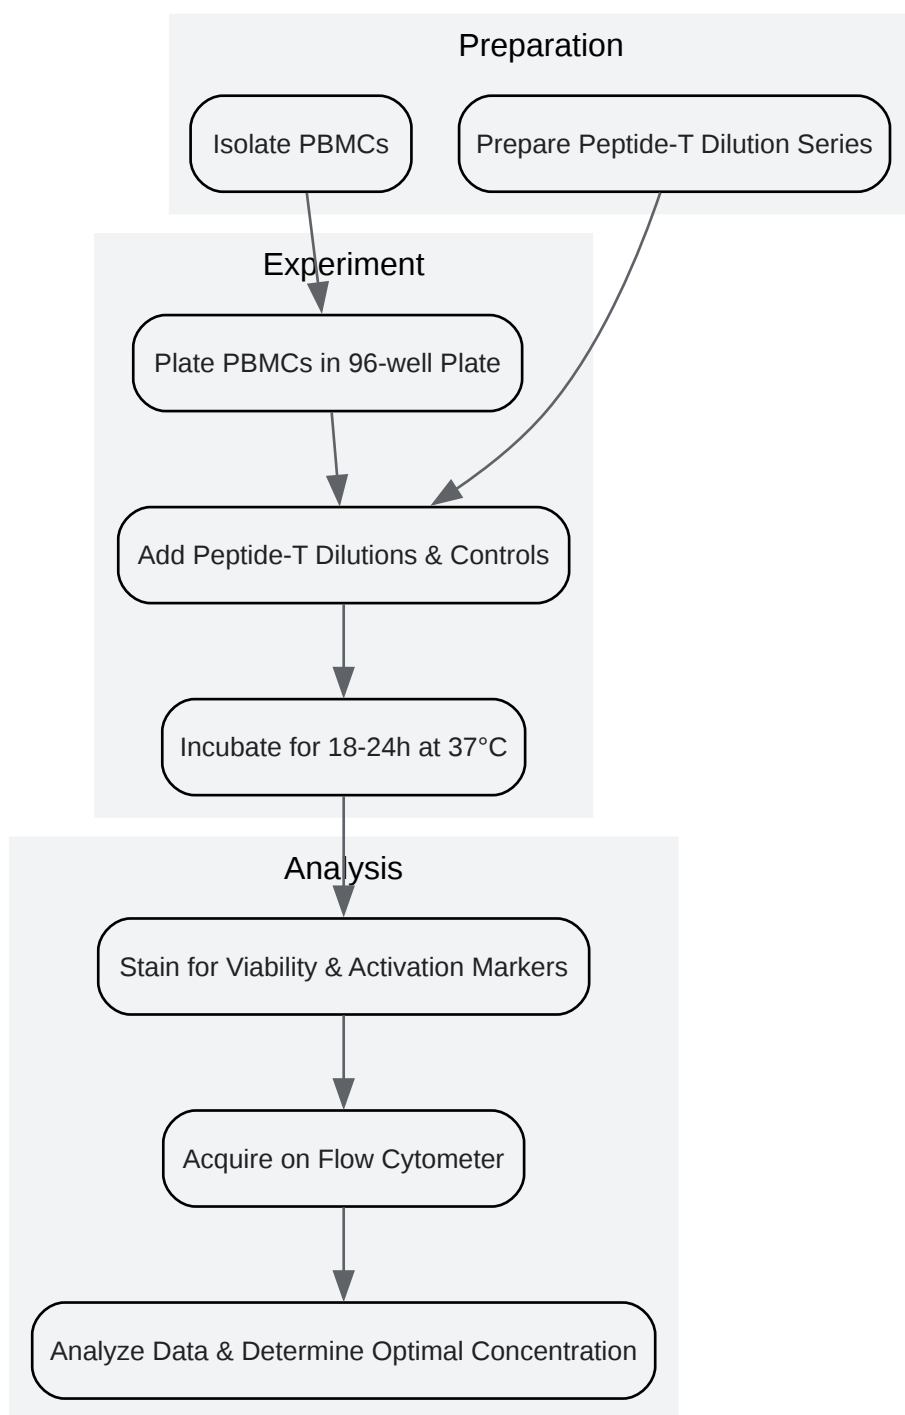 Preparation
Isolate PBMCs
Prepare Peptide-T Dilution Series
Experiment
Plate PBMCs in 96-well Plate
Add Peptide-T Dilutions & Controls
Incubate for 18-24h at 37°C
Analysis
Stain for Viability & Activation Markers
Acquire on Flow Cytometer
Analyze Data & Determine Optimal Concentration